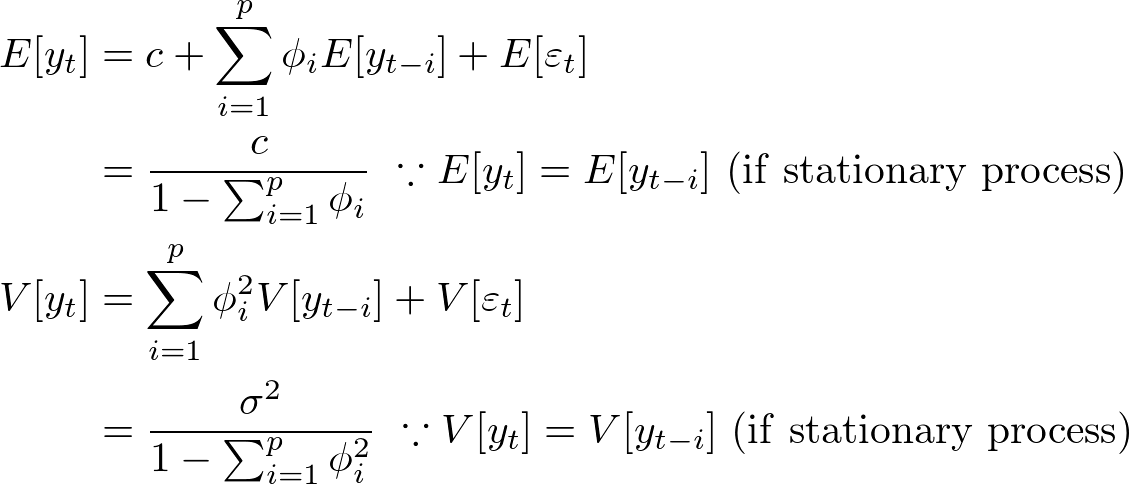 E[y_t] = c + \sum_{i=1}^{p} \phi_i E[y_{t-i}] + E[\varepsilon_t]
= \frac{c}{1 - \sum_{i=1}^{p} \phi_i} \because E[y_t] = E[y_{t-i}] (if stationary process)
V[y_t] = \sum_{i=1}^{p} \phi_i^2 V[y_{t-i}] + V[\varepsilon_t]
= \frac{\sigma^2}{1 - \sum_{i=1}^{p} \phi_i^2} \because V[y_t] = V[y_{t-i}] (if stationary process)